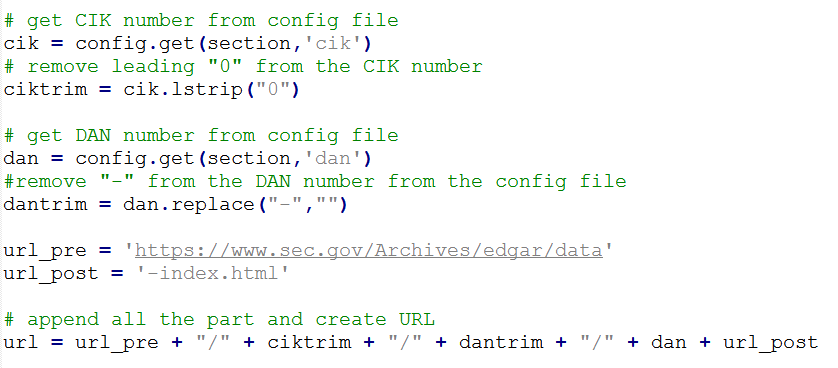 # get CIK number from config file
cik = config.get(section,'cik')
# remove leading "0" from the CIK number
ciktrim = cik.lstrip("0")
# get DAN number from config file
dan = config.get(section,'dan')
#remove "-" from the DAN number from the config file
dantrim = dan.replace("-","")
url_pre = 'https://www.sec.gov/Archives/edgar/data'
url_post = '-index.html'
# append all the part and create URL
url = url_pre + "/" + ciktrim + "/" + dantrim + "/" + dan + url_post